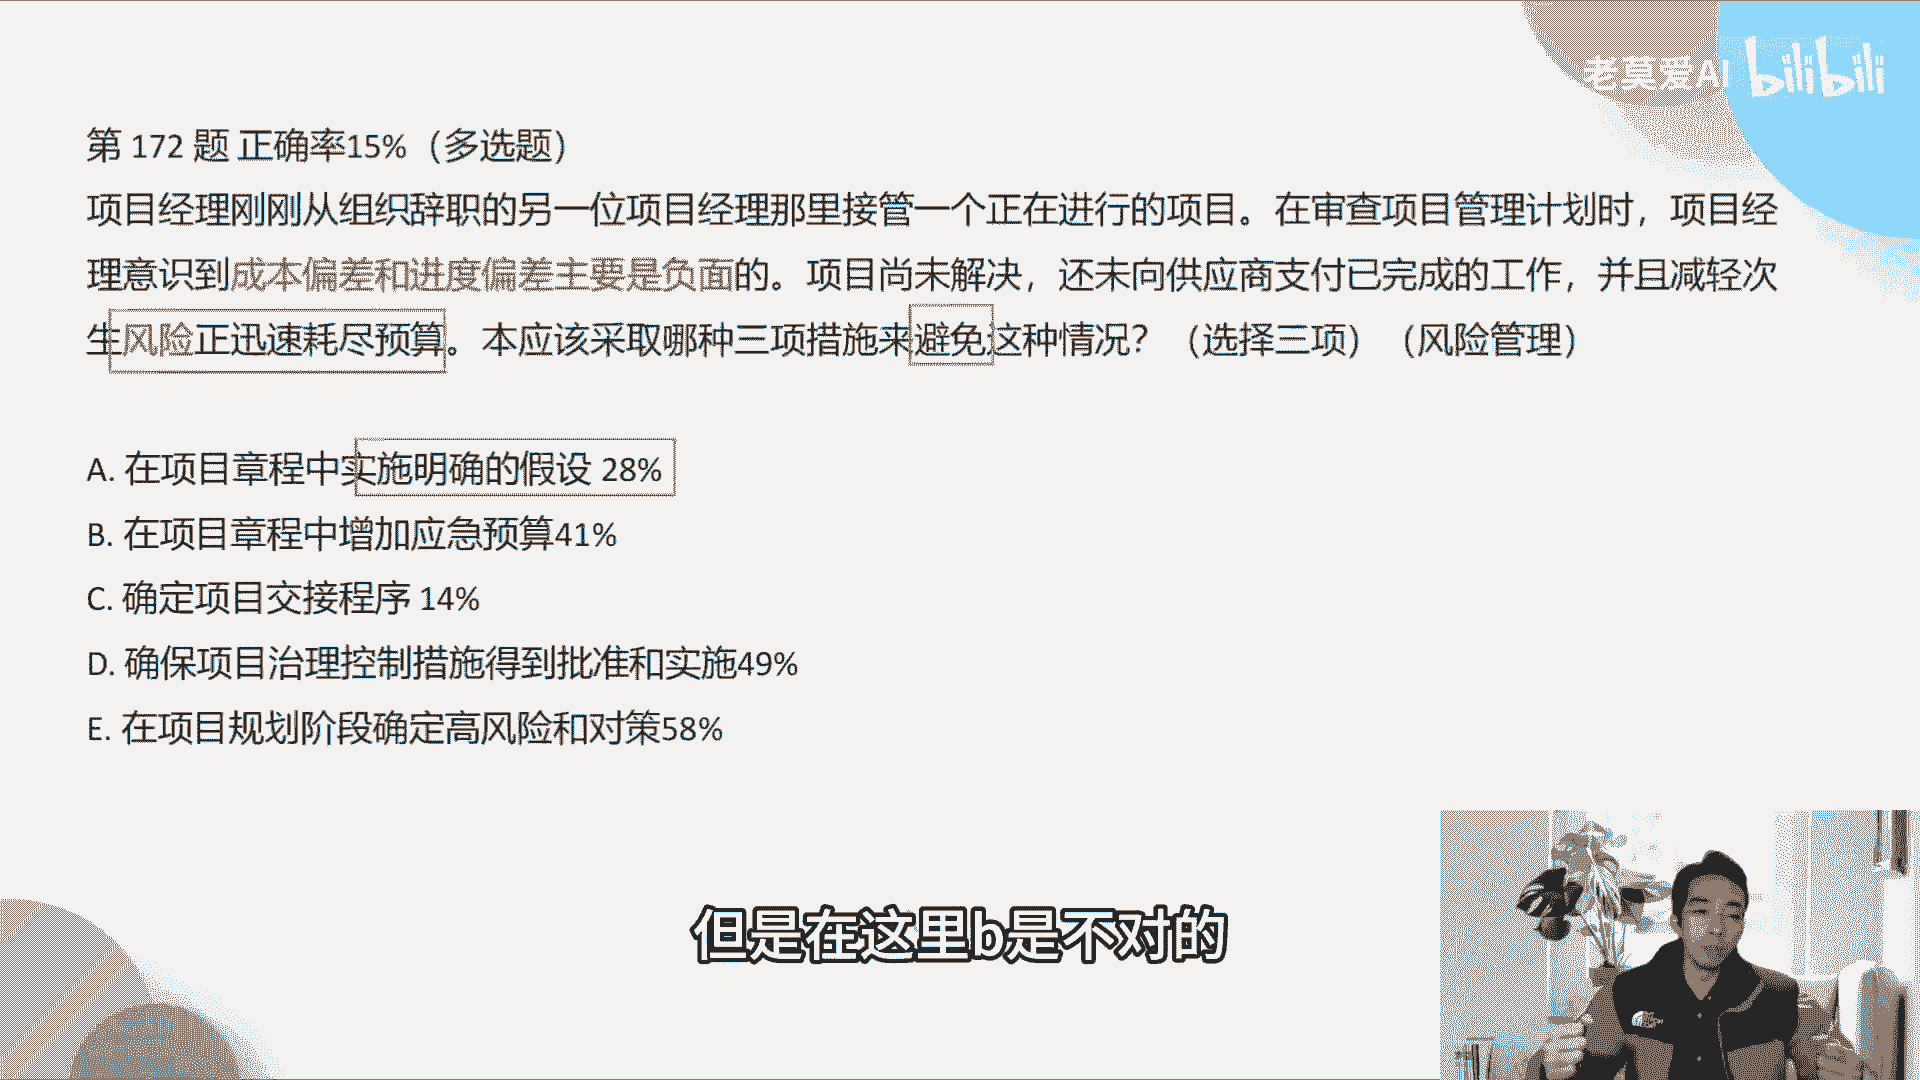 老莫爱AI bilibili
第 172 题 正确率15%（多选题）
项目经理刚刚从组织辞职的另一位项目经理那里接管一个正在进行的项目。在审查项目管理计划时，项目经
理意识到成本偏差和进度偏差主要是负面的。项目尚未解决，还未向供应商支付已完成的工作，并且减轻次
生风险正迅速耗尽预算。本应该采取哪种三项措施来避免这种情况？（选择三项）（风险管理）
A. 在项目章程中实施明确的假设 28%
B. 在项目章程中增加应急预算41%
C. 确定项目交接程序 14%
D. 确保项目治理控制措施得到批准和实施49%
E. 在项目规划阶段确定高风险和对策58%
但是在这里b是不对的